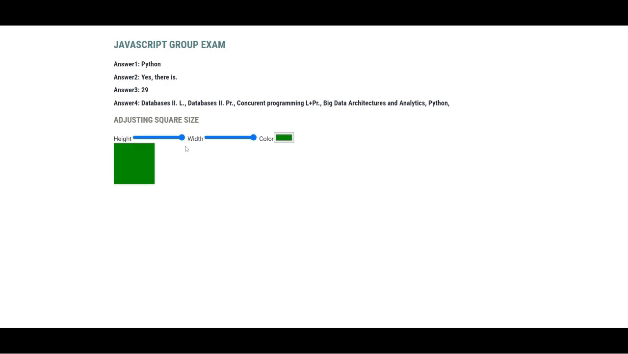 JAVASCRIPT GROUP EXAM
Answer1: Python
Answer2: Yes, there is.
Answer3: 29
Answer4: Databases II. L., Databases II. Pr., Concurent programming L+Pr., Big Data Architectures and Analytics, Python,
ADJUSTING SQUARE SIZE
Height Width Color